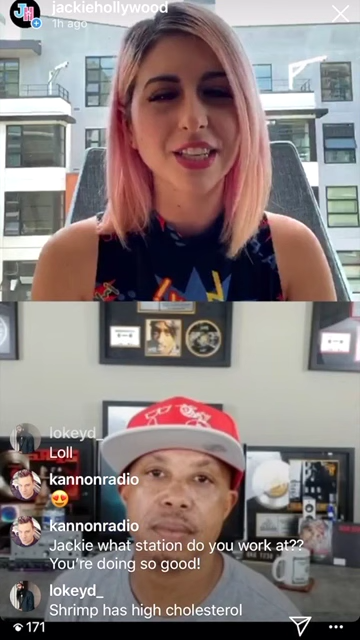 jackiehollywood
1h ago
lokeyd_
Loll
kannonradio
😍
kannonradio
Jackie what station do you work at??
You're doing so good!
lokeyd_
Shrimp has high cholesterol
171